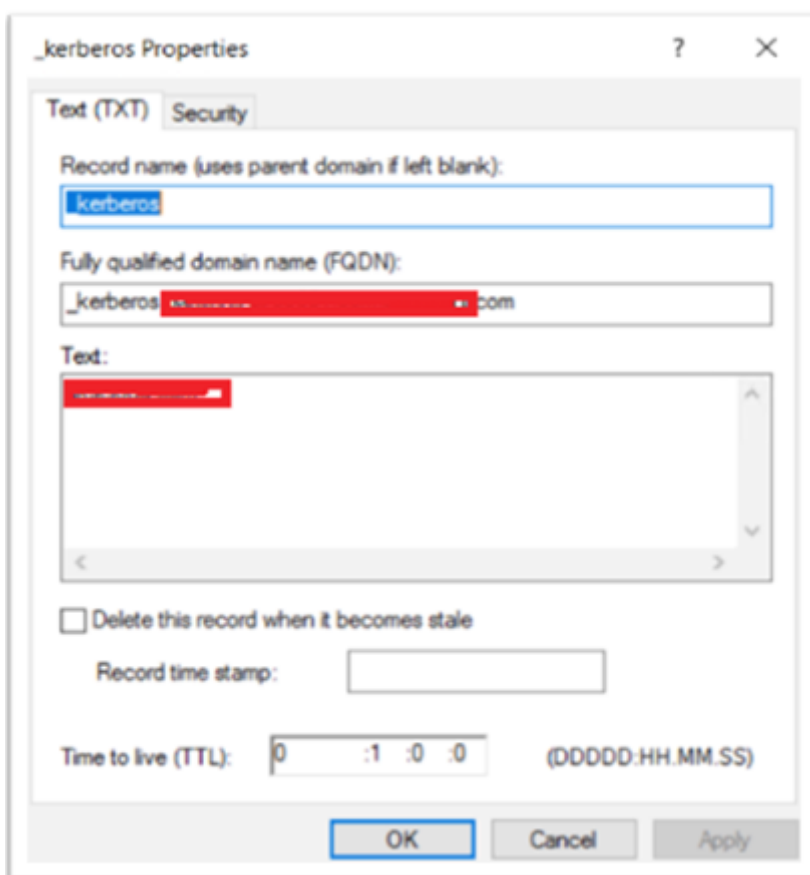 _kerberos Properties
?
Text (TXT)
Security
Record name (uses parent domain if left blank):
_kerberos
Fully qualified domain name (FQDN):
_kerberos com
Text:
Delete this record when it becomes stale
Record time stamp:
Time to live (TTL): 0 :1 :0 :0 (DDDDD:HH.MM.SS)
OK Cancel Apply